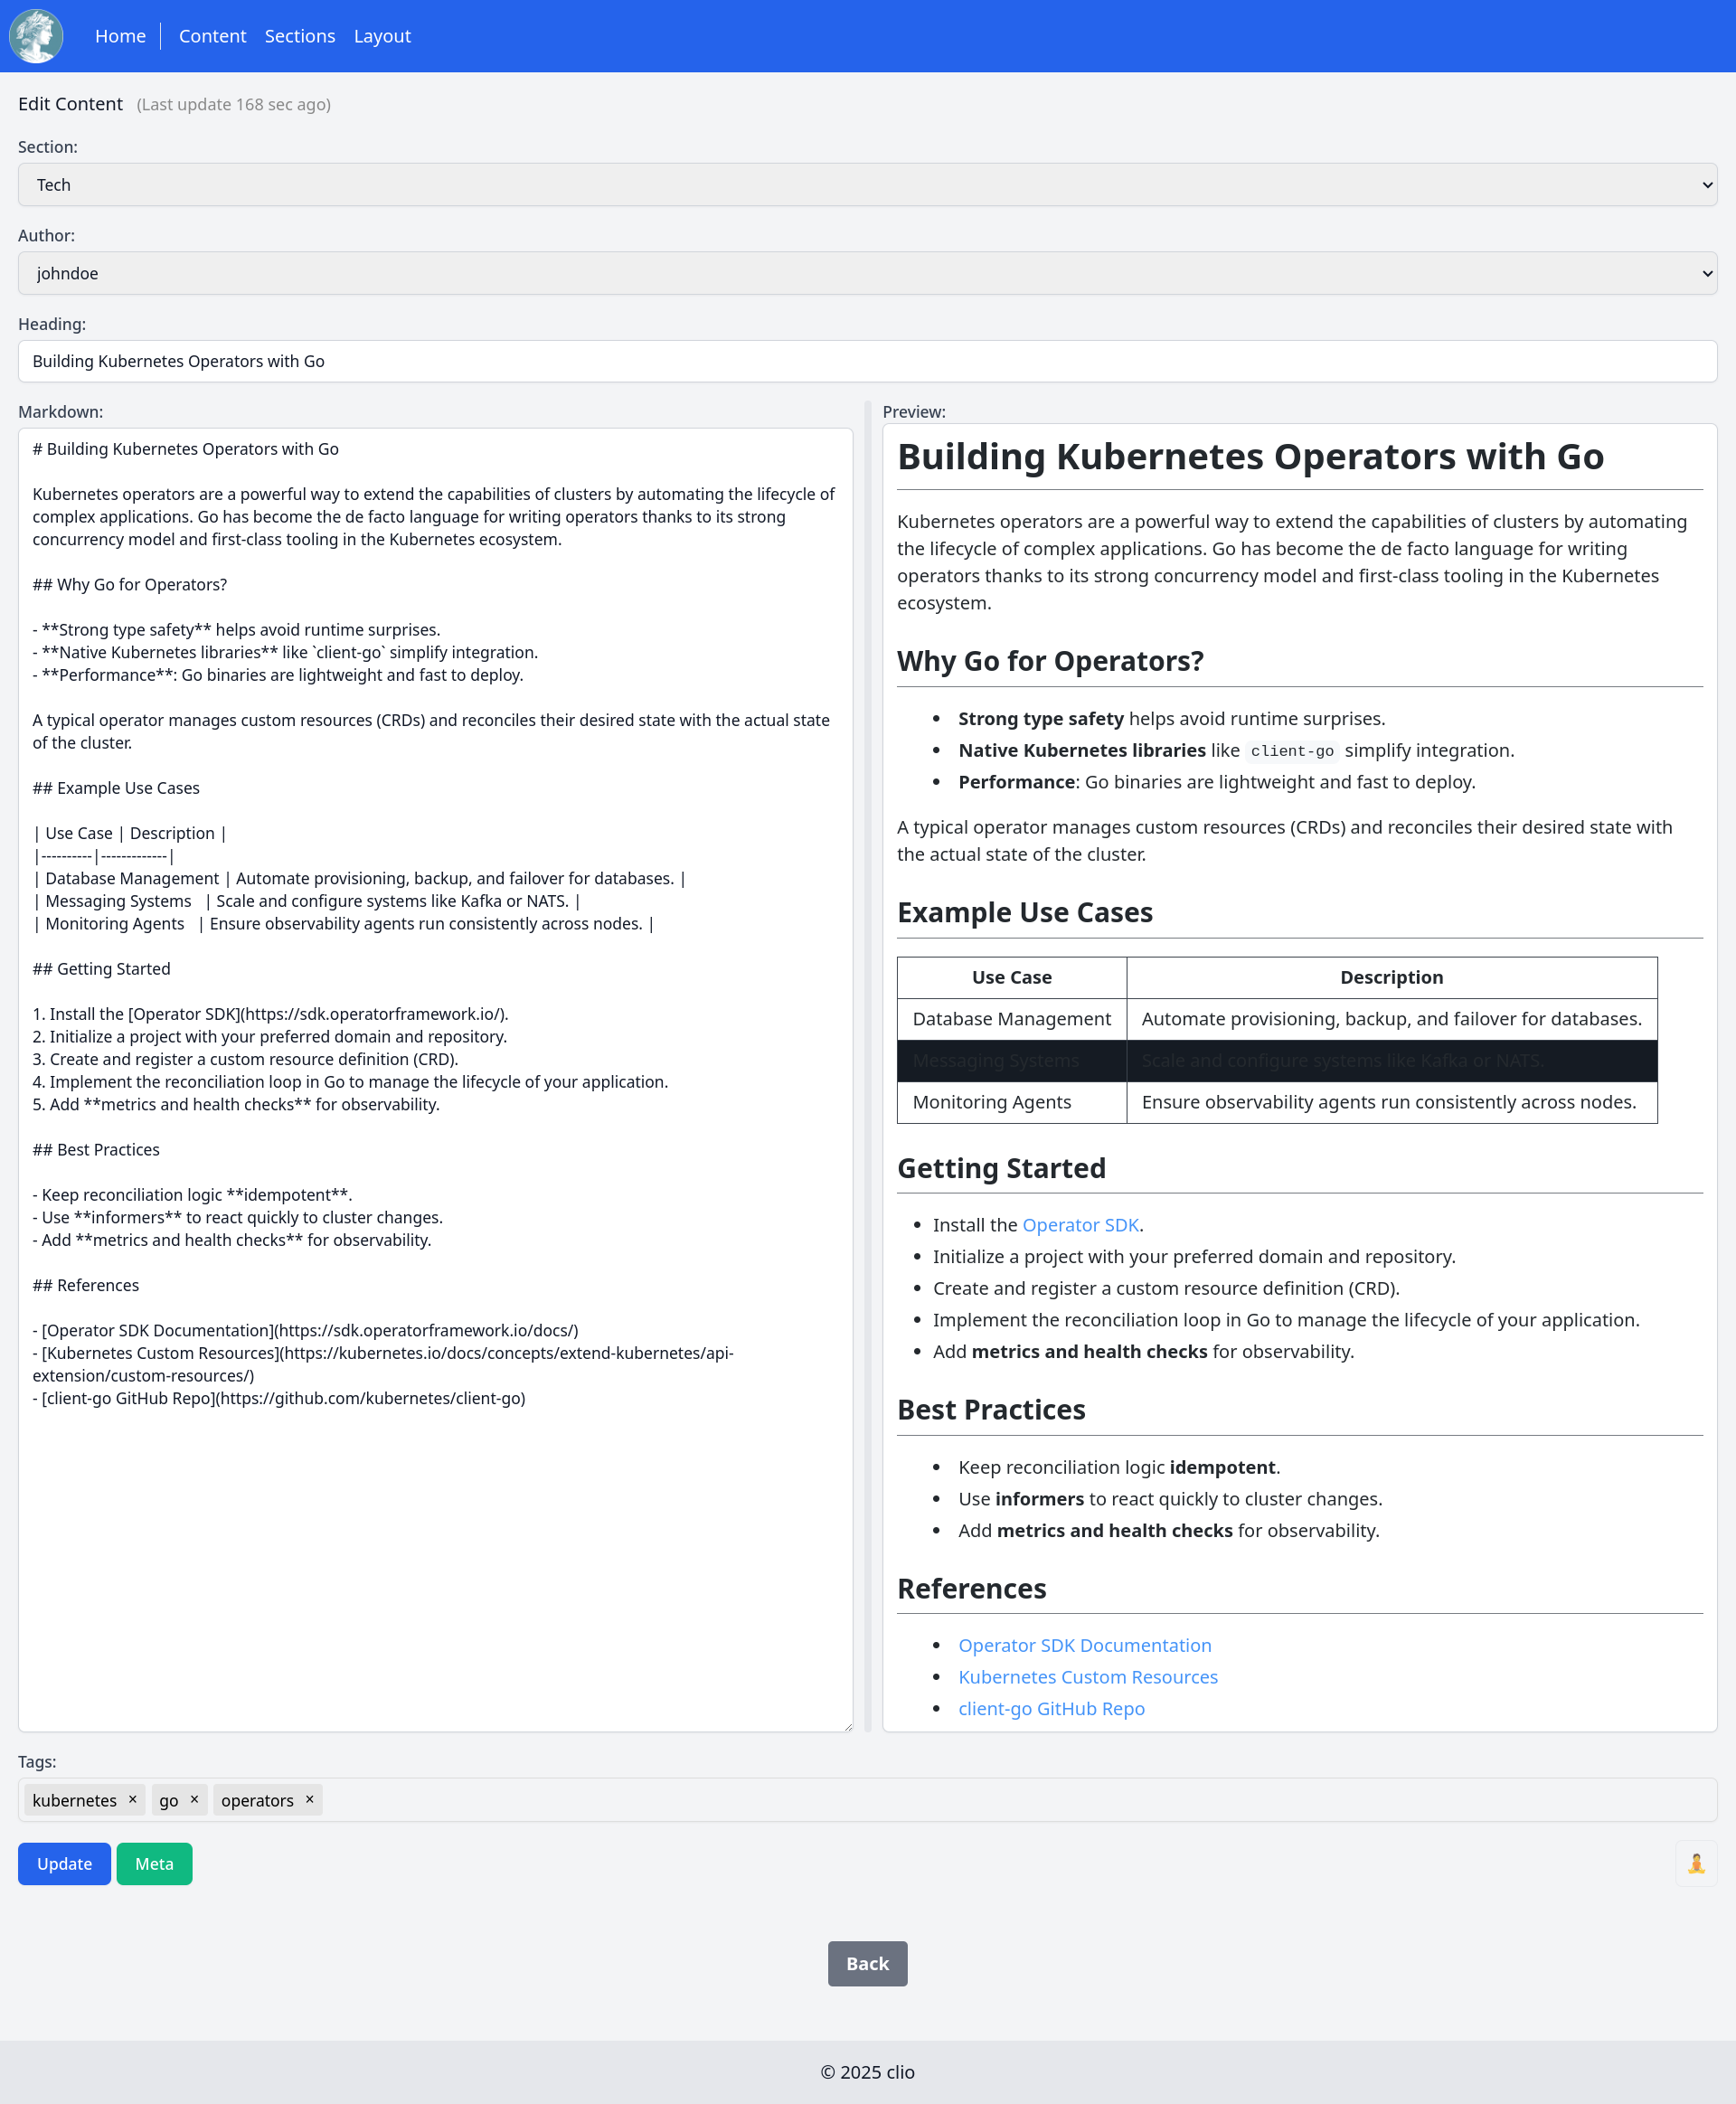 Home
Content
Sections
Layout
Edit Content (Last update 168 sec ago)
Section:
Tech
Author:
johndoe
Heading:
Building Kubernetes Operators with Go
Markdown:
# Building Kubernetes Operators with Go
Kubernetes operators are a powerful way to extend the capabilities of clusters by automating the lifecycle of
complex applications. Go has become the de facto language for writing operators thanks to its strong
concurrency model and first-class tooling in the Kubernetes ecosystem.
## Why Go for Operators?
- **Strong type safety** helps avoid runtime surprises.
- **Native Kubernetes libraries** like `client-go` simplify integration.
- **Performance**: Go binaries are lightweight and fast to deploy.
A typical operator manages custom resources (CRDs) and reconciles their desired state with the actual state
of the cluster.
## Example Use Cases
| Use Case | Description |
|----------|-------------|
| Database Management | Automate provisioning, backup, and failover for databases. |
| Messaging Systems   | Scale and configure systems like Kafka or NATS. |
| Monitoring Agents   | Ensure observability agents run consistently across nodes. |
## Getting Started
1. Install the [Operator SDK](https://sdk.operatorframework.io/).
2. Initialize a project with your preferred domain and repository.
3. Create and register a custom resource definition (CRD).
4. Implement the reconciliation loop in Go to manage the lifecycle of your application.
5. Add **metrics and health checks** for observability.
## Best Practices
- Keep reconciliation logic **idempotent**.
- Use **informers** to react quickly to cluster changes.
- Add **metrics and health checks** for observability.
## References
- [Operator SDK Documentation](https://sdk.operatorframework.io/docs/)
- [Kubernetes Custom Resources](https://kubernetes.io/docs/concepts/extend-kubernetes/api-
extension/custom-resources/)
- [client-go GitHub Repo](https://github.com/kubernetes/client-go)
Preview:
Building Kubernetes Operators with Go
Kubernetes operators are a powerful way to extend the capabilities of clusters by automating
the lifecycle of complex applications. Go has become the de facto language for writing
operators thanks to its strong concurrency model and first-class tooling in the Kubernetes
ecosystem.
Why Go for Operators?
• Strong type safety helps avoid runtime surprises.
• Native Kubernetes libraries like client-go simplify integration.
• Performance: Go binaries are lightweight and fast to deploy.
A typical operator manages custom resources (CRDs) and reconciles their desired state with
the actual state of the cluster.
Example Use Cases
Use Case Description
Database Management Automate provisioning, backup, and failover for databases.
Messaging Systems Scale and configure systems like Kafka or NATS.
Monitoring Agents Ensure observability agents run consistently across nodes.
Getting Started
• Install the Operator SDK.
• Initialize a project with your preferred domain and repository.
• Create and register a custom resource definition (CRD).
• Implement the reconciliation loop in Go to manage the lifecycle of your application.
• Add metrics and health checks for observability.
Best Practices
• Keep reconciliation logic idempotent.
• Use informers to react quickly to cluster changes.
• Add metrics and health checks for observability.
References
• Operator SDK Documentation
• Kubernetes Custom Resources
• client-go GitHub Repo
Tags:
kubernetes × go × operators ×
Update
Meta
Back
© 2025 clio